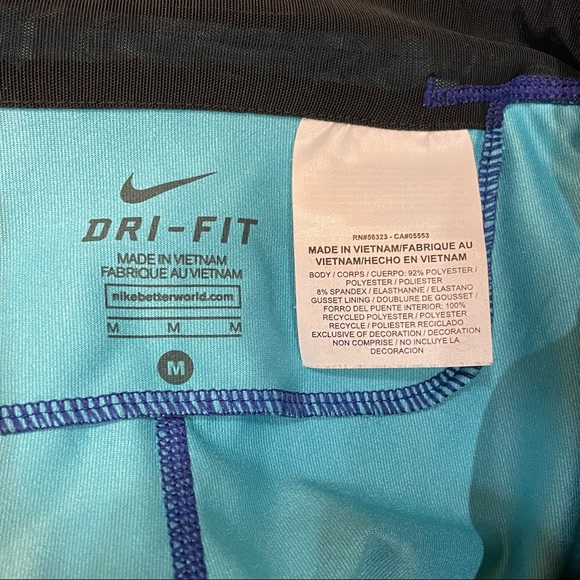 DRI-FIT
MADE IN VIETNAM
FABRIQUE AU VIETNAM
nikebetterworld.com
M M M
M
RN#56323 - CA#05553
MADE IN VIETNAM/FABRIQUE AU
VIETNAM/HECHO EN VIETNAM
BODY / CORPS / CUERPO: 92% POLYESTER /
POLYESTER / POLIESTER
8% SPANDEX / ELASTHANNE / ELASTANO
GUSSET LINING / DOUBLURE DE GOUSSET /
FORRO DEL PUENTE INTERIOR: 100%
RECYCLED POLYESTER / POLYESTER
RECYCLE / POLIESTER RECICLADO
EXCLUSIVE OF DECORATION / DECORATION
NON COMPRISE / NO INCLUYE LA
DECORACION